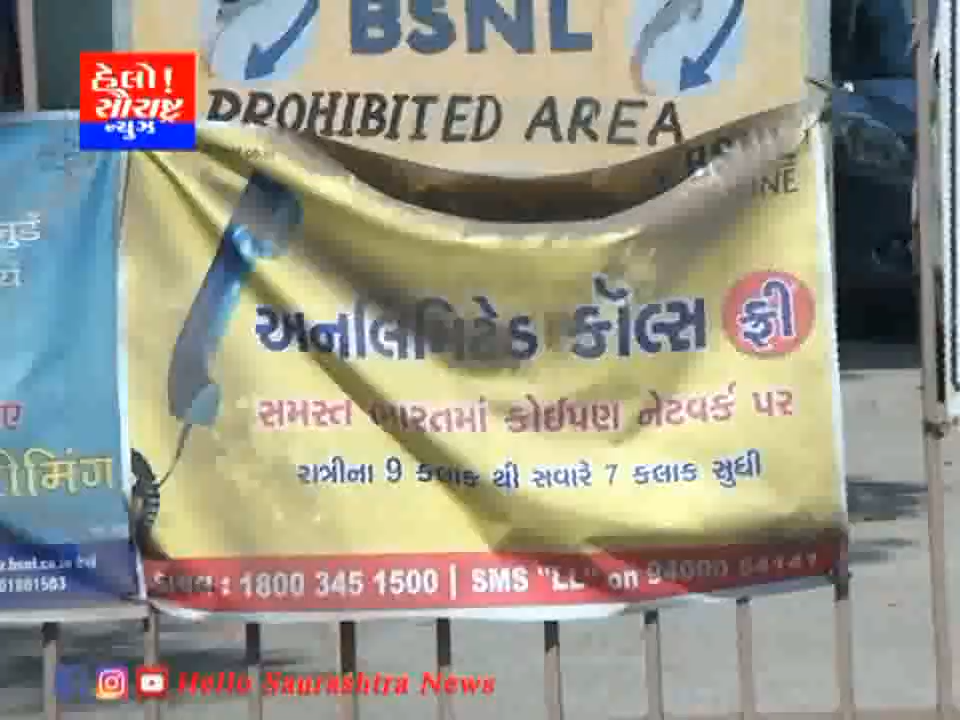 BSNL
હેલો!
સૌરાષ્ટ્ર
ન્યુઝ
PROHIBITED AREA
અનલિમિટેડ કૉલ્સ ફ્રી
સમસ્ત ભારતમાં કોઈપણ નેટવર્ક પર
રાત્રીના 9 કલાક થી સવારે 7 કલાક સુધી
: 1800 345 1500 | SMS "LL" on
Hello Saurashtra News